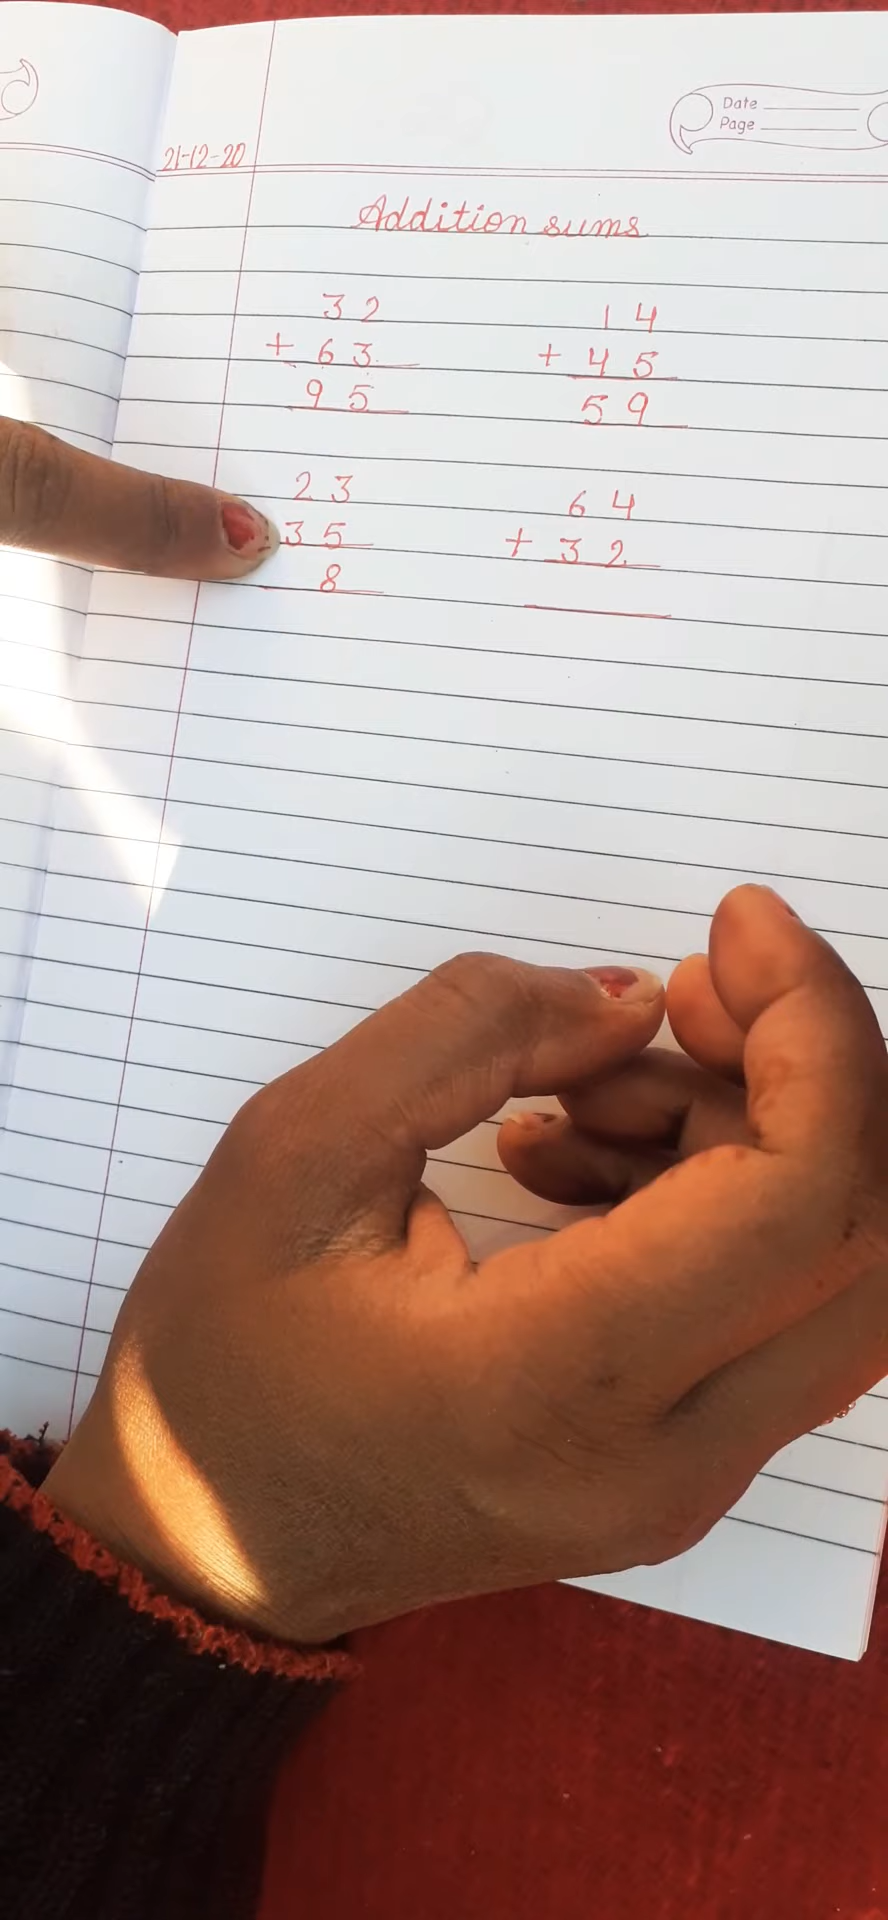 Date
Page
21-12-20
Addition sums
32    14
+ 63    + 45
95    59
23    64
35    + 32
8